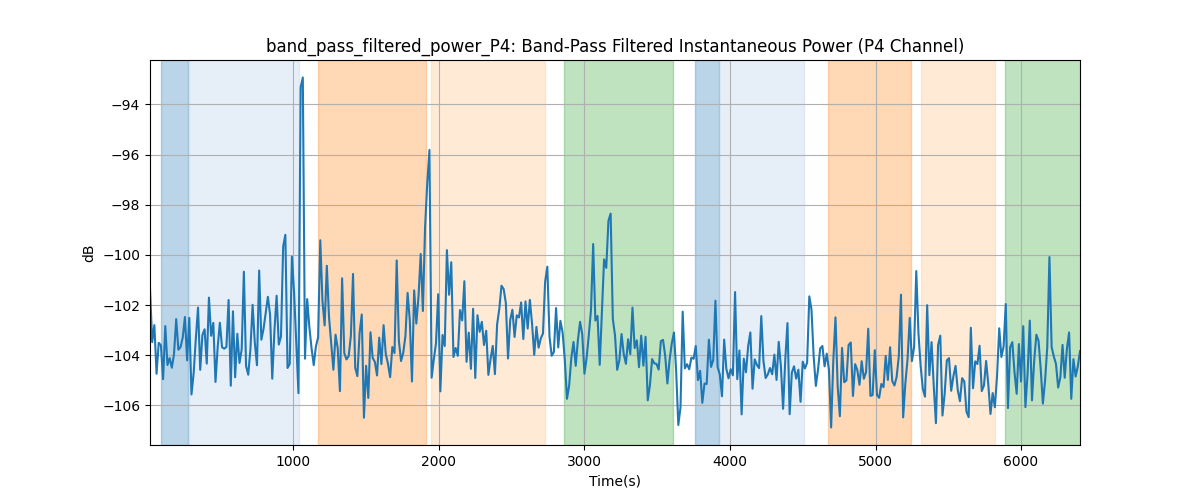 band_pass_filtered_power_P4: Band-Pass Filtered Instantaneous Power (P4 Channel)
−94
−96
−98
−100
−102
−104
−106
dB
1000 2000 3000 4000 5000 6000
Time(s)